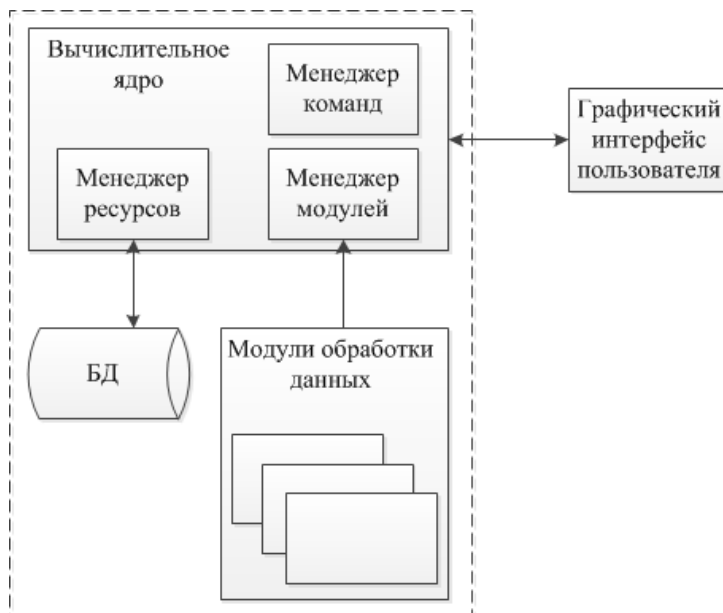 Вычислительное
ядро
Менеджер
команд
Менеджер
ресурсов
Менеджер
модулей
Графический
интерфейс
пользователя
БД
Модули обработки
данных